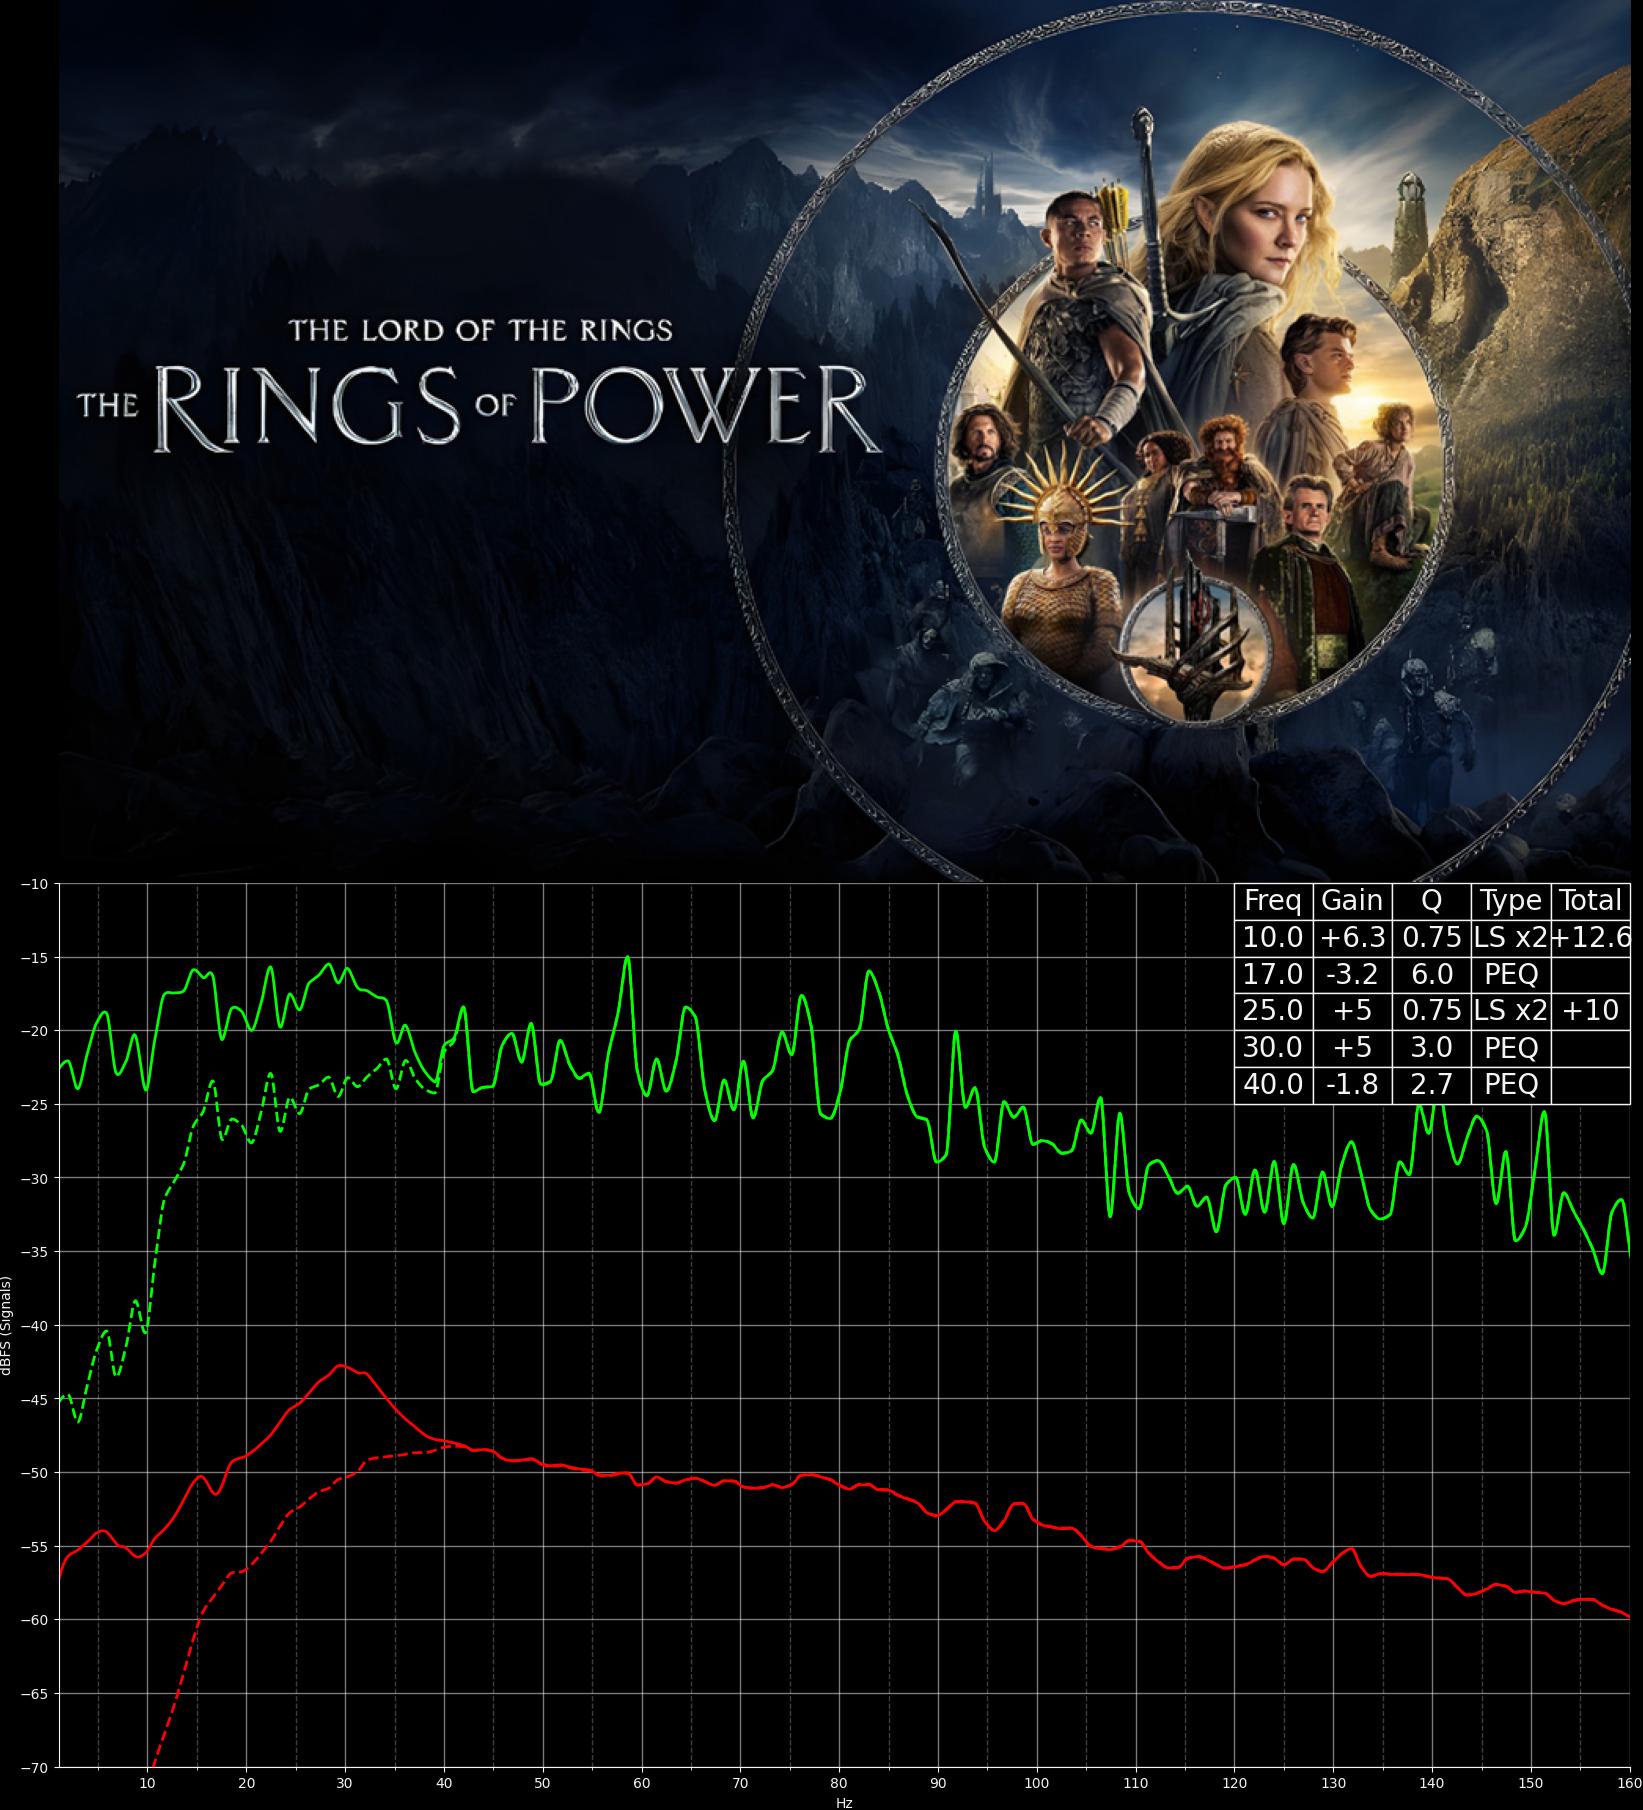 THE LORD OF THE RINGS
THE RINGS OF POWER
Freq Gain Q Type Total
10.0 +6.3 0.75 LS x2 +12.6
17.0 -3.2 6.0 PEQ
25.0 +5 0.75 LS x2 +10
30.0 +5 3.0 PEQ
40.0 -1.8 2.7 PEQ
−10
−15
−20
−25
−30
−35
−40
−45
−50
−55
−60
−65
−70
dBFS (Signals)
10 20 30 40 50 60 70 80 90 100 110 120 130 140 150 160
Hz